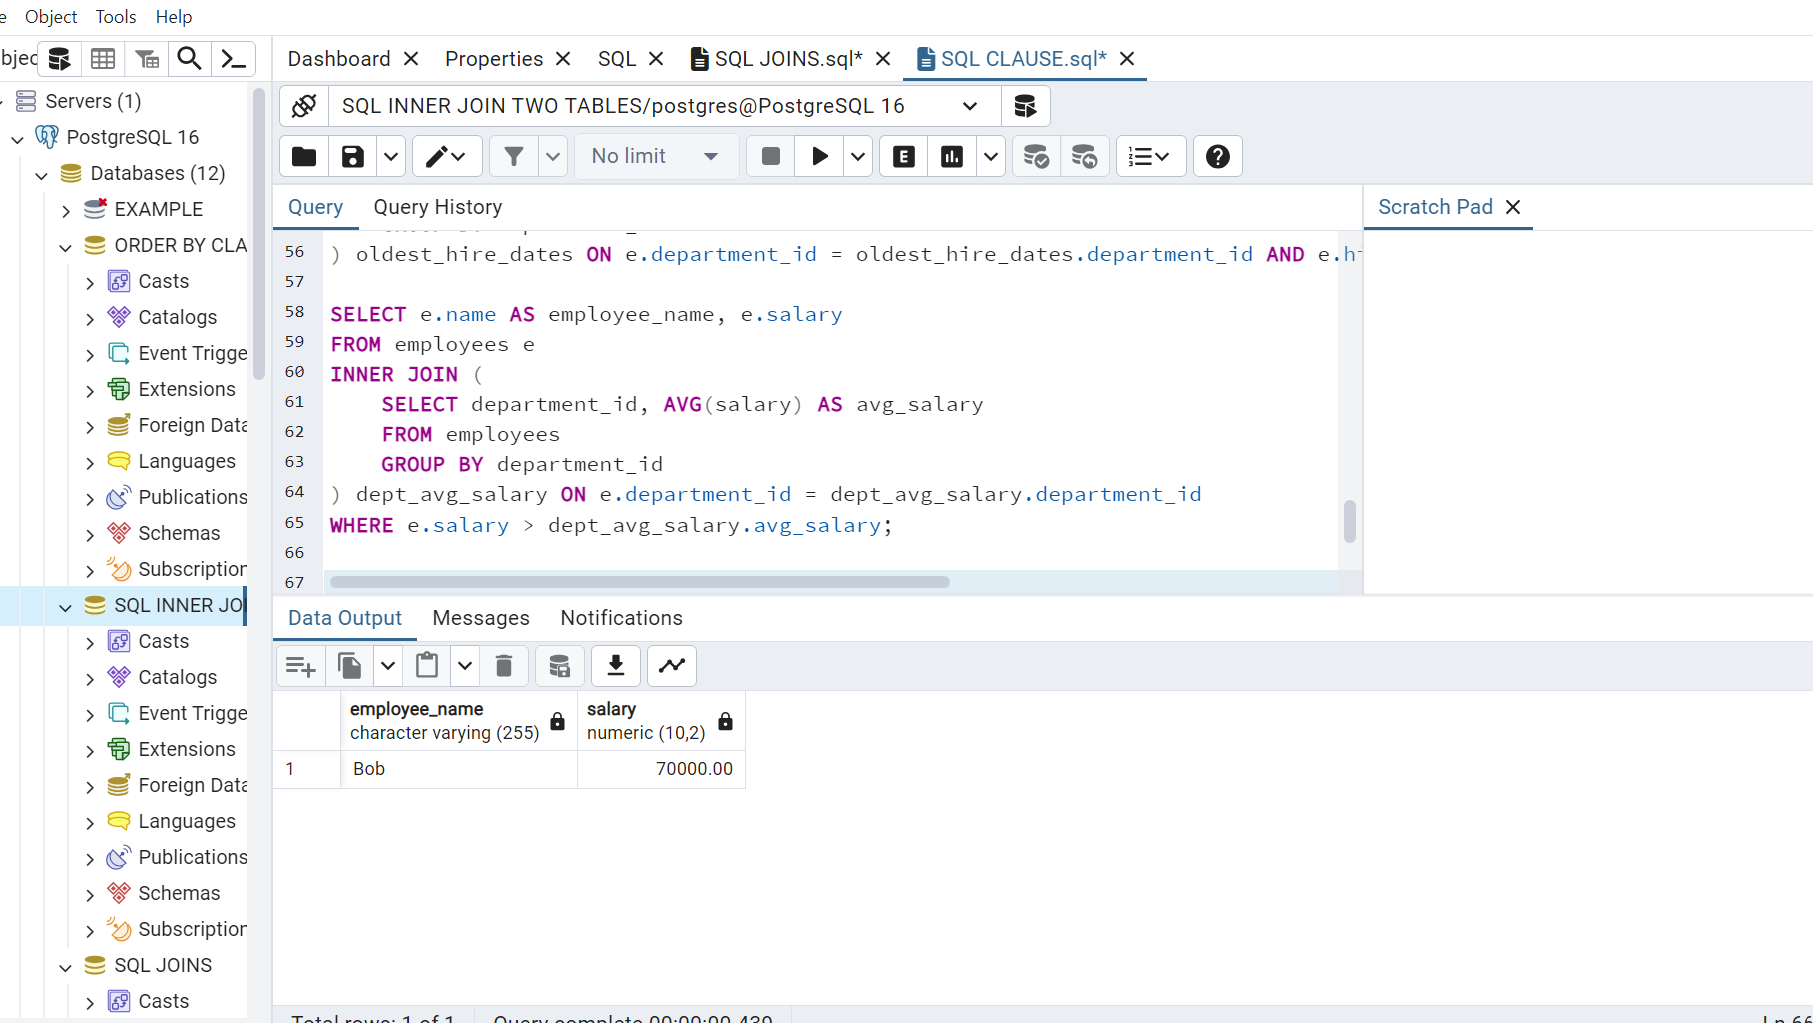 Object Tools Help
Dashboard
Properties
SQL
SQL JOINS.sql*
SQL CLAUSE.sql*
Servers (1)
PostgreSQL 16
Databases (12)
EXAMPLE
ORDER BY CLA
Casts
Catalogs
Event Trigge
Extensions
Foreign Data
Languages
Publications
Schemas
Subscription
SQL INNER JOI
Casts
Catalogs
Event Trigge
Extensions
Foreign Data
Languages
Publications
Schemas
Subscription
SQL JOINS
Casts
SQL INNER JOIN TWO TABLES/postgres@PostgreSQL 16
No limit
E
Query Query History
Scratch Pad
56 ) oldest_hire_dates ON e.department_id = oldest_hire_dates.department_id AND e.h
57
58 SELECT e.name AS employee_name, e.salary
59 FROM employees e
60 INNER JOIN (
61 SELECT department_id, AVG(salary) AS avg_salary
62 FROM employees
63 GROUP BY department_id
64 ) dept_avg_salary ON e.department_id = dept_avg_salary.department_id
65 WHERE e.salary > dept_avg_salary.avg_salary;
66
67
Data Output Messages Notifications
employee_name salary
character varying (255) numeric (10,2)
1 Bob 70000.00
Total rows: 1 of 1 Query complete 00:00:00.439 Ln 66